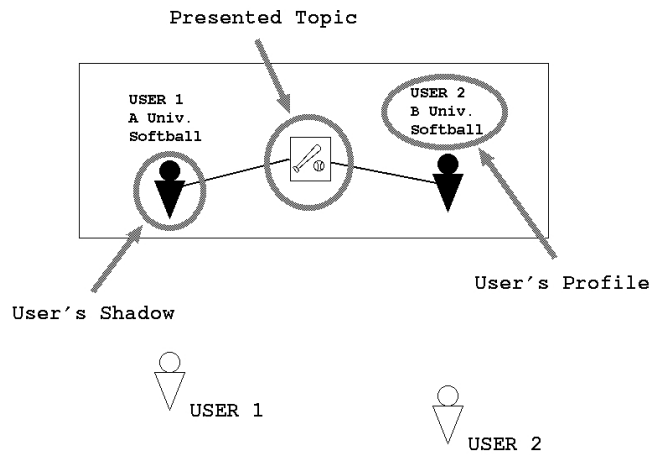 Presented Topic
USER 1
A Univ.
Softball
USER 2
B Univ.
Softball
User's Profile
User's Shadow
USER 1
USER 2